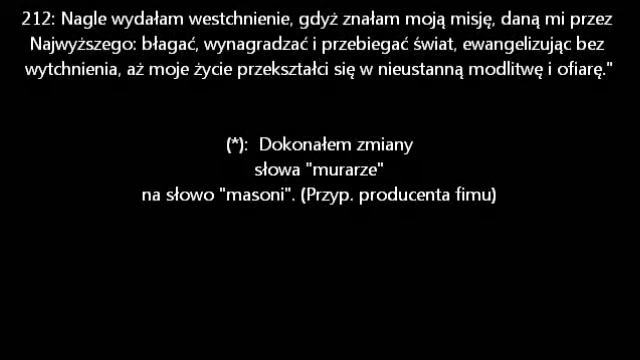 212: Nagle wydałam westchnienie, gdyż znałam moją misję, daną mi przez
Najwyższego: błagać, wynagradzać i przebiegać świat, ewangelizując bez
wytchnienia, aż moje życie przekształci się w nieustanną modlitwę i ofiarę."
(*): Dokonałem zmiany
słowa "murarze"
na słowo "masoni". (Przyp. producenta fimu)